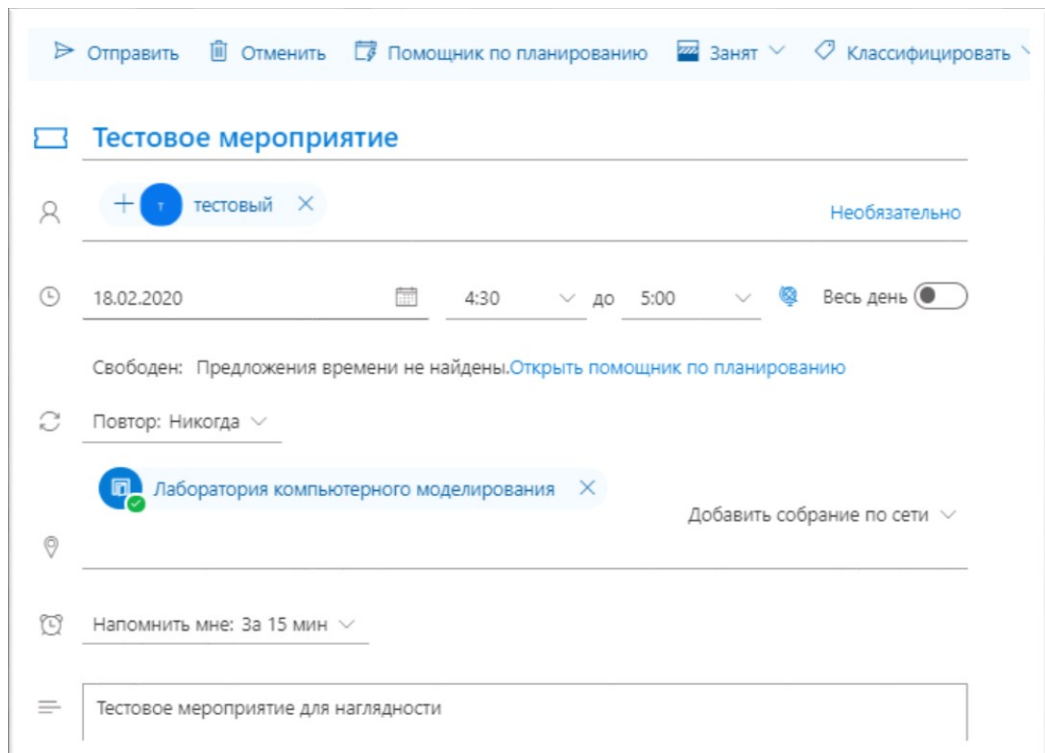 Отправить Отменить Помощник по планированию Занят Классифицировать
Тестовое мероприятие
т тестовый
Необязательно
18.02.2020 4:30 до 5:00 Весь день
Свободен: Предложения времени не найдены.Открыть помощник по планированию
Повтор: Никогда
Лаборатория компьютерного моделирования
Добавить собрание по сети
Напомнить мне: За 15 мин
Тестовое мероприятие для наглядности